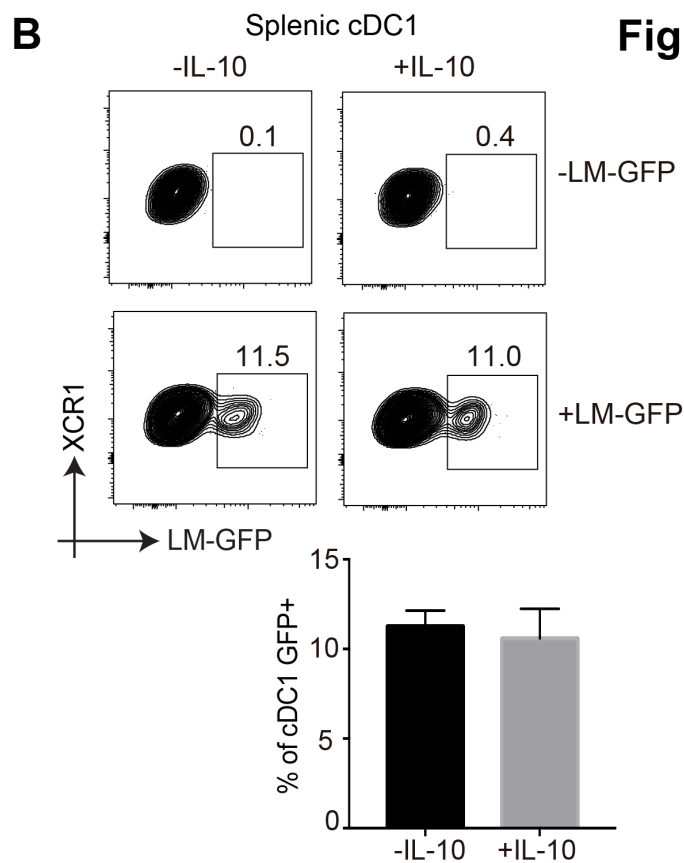 B
Splenic cDC1
Fig
-IL-10
+IL-10
0.1
0.4
-LM-GFP
11.5
11.0
+LM-GFP
XCR1
LM-GFP
15
10
5
0
% of cDC1 GFP+
-IL-10
+IL-10